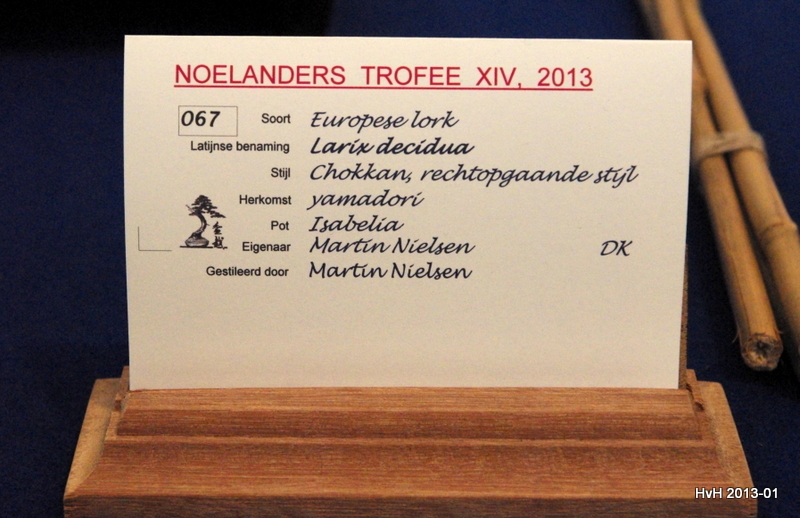 NOELANDERS TROFEE XIV, 2013
067 Soort Europese lork
Latijnse benaming Larix decidua
Stijl Chokkan, rechtopgaande stijl
Herkomst yamadori
Pot Isabelia
Eigenaar Martin Nielsen DK
Gestileerd door Martin Nielsen
HvH 2013-01